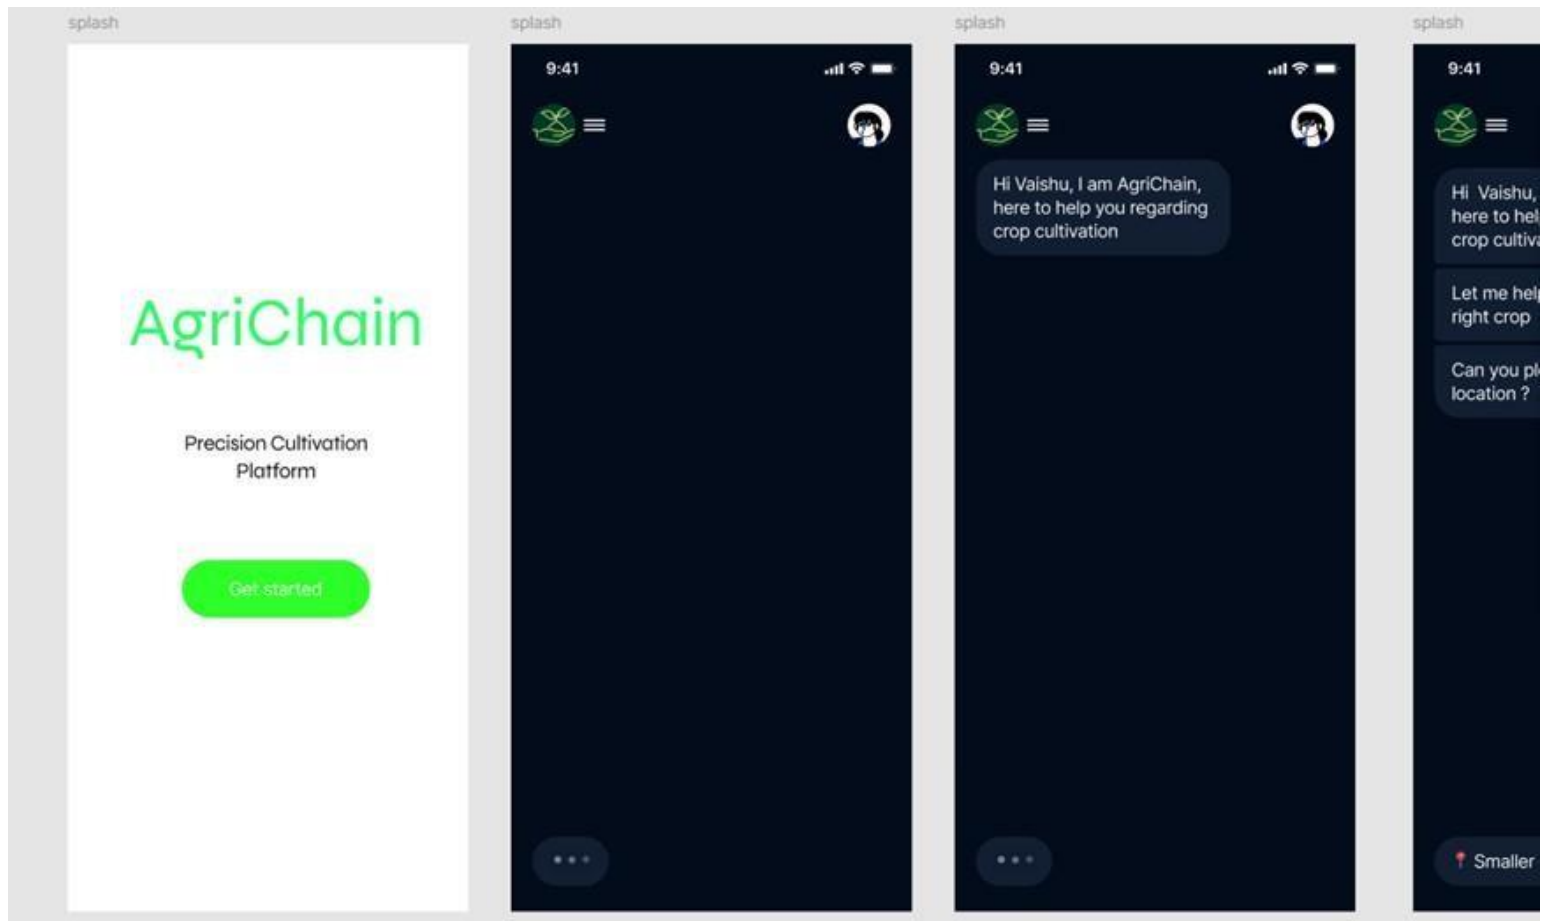 splash
AgriChain
Precision Cultivation
Platform
Get started
splash
9:41
splash
9:41
Hi Vaishu, I am AgriChain,
here to help you regarding
crop cultivation
splash
9:41
Hi Vaishu,
here to hel
crop cultiva
Let me help
right crop
Can you pl
location ?
Smaller